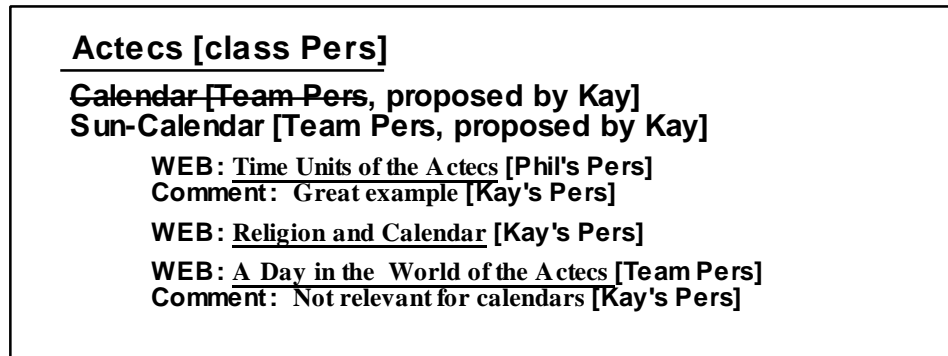 Actecs [class Pers]
Calendar [Team Pers, proposed by Kay]
Sun-Calendar [Team Pers, proposed by Kay]
WEB: Time Units of the Actecs [Phil's Pers]
Comment: Great example [Kay's Pers]
WEB: Religion and Calendar [Kay's Pers]
WEB: A Day in the World of the Actecs [Team Pers]
Comment: Not relevant for calendars [Kay's Pers]